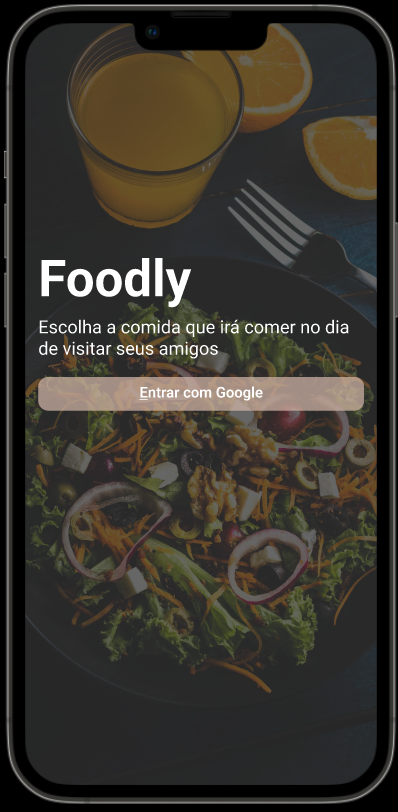 Foodly
Escolha a comida que irá comer no dia
de visitar seus amigos
Entrar com Google